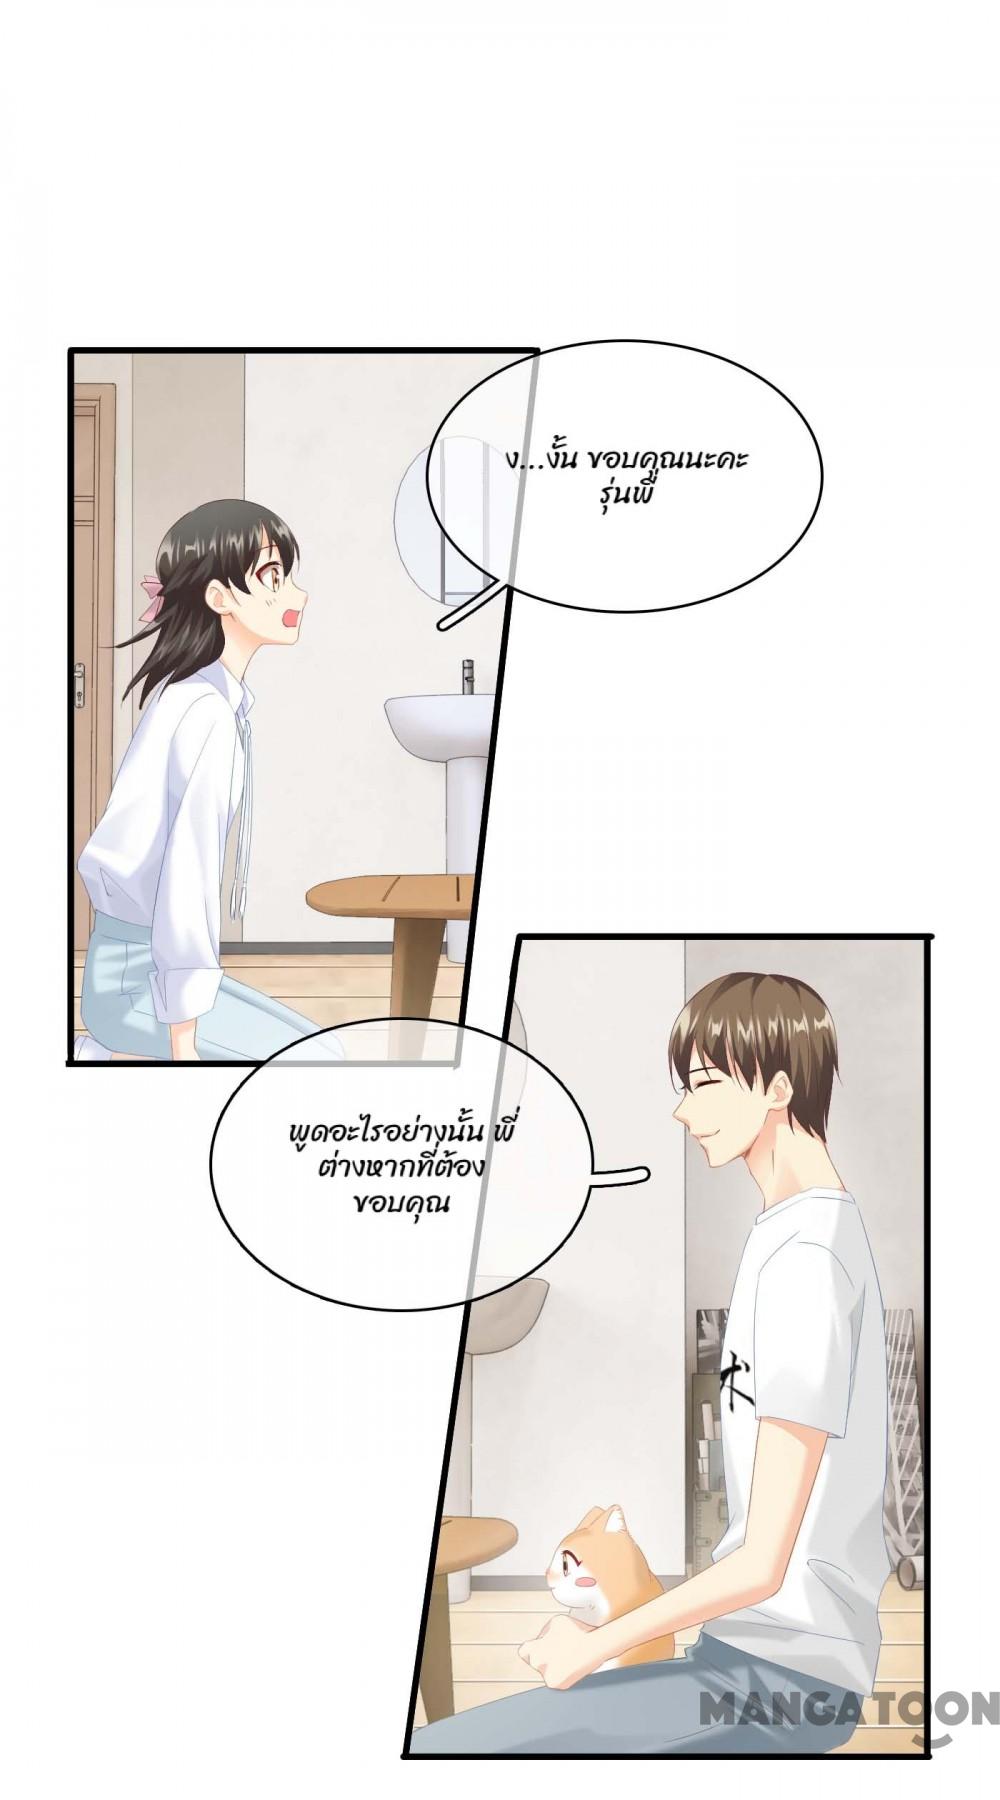 ง...งั้น ขอบคุณนะคะ
รุ่นพี่
พูดอะไรอย่างนั้น พี่
ต่างหากที่ต้อง
ขอบคุณ
术
MANGATOON